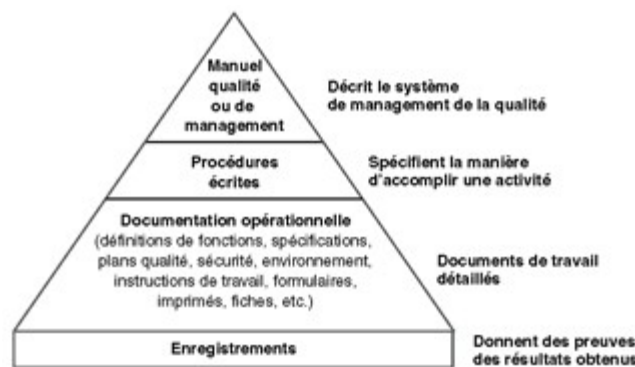 Manuel
qualité
ou de
management
Décrit le système
de management de la qualité
Procédures
écrites
Spécifient la manière
d'accomplir une activité
Documentation opérationnelle
(définitions de fonctions, spécifications,
plans qualité, sécurité, environnement,
instructions de travail, formulaires,
imprimés, fiches, etc.)
Documents de travail
détaillés
Enregistrements
Donnent des preuves
des résultats obtenus